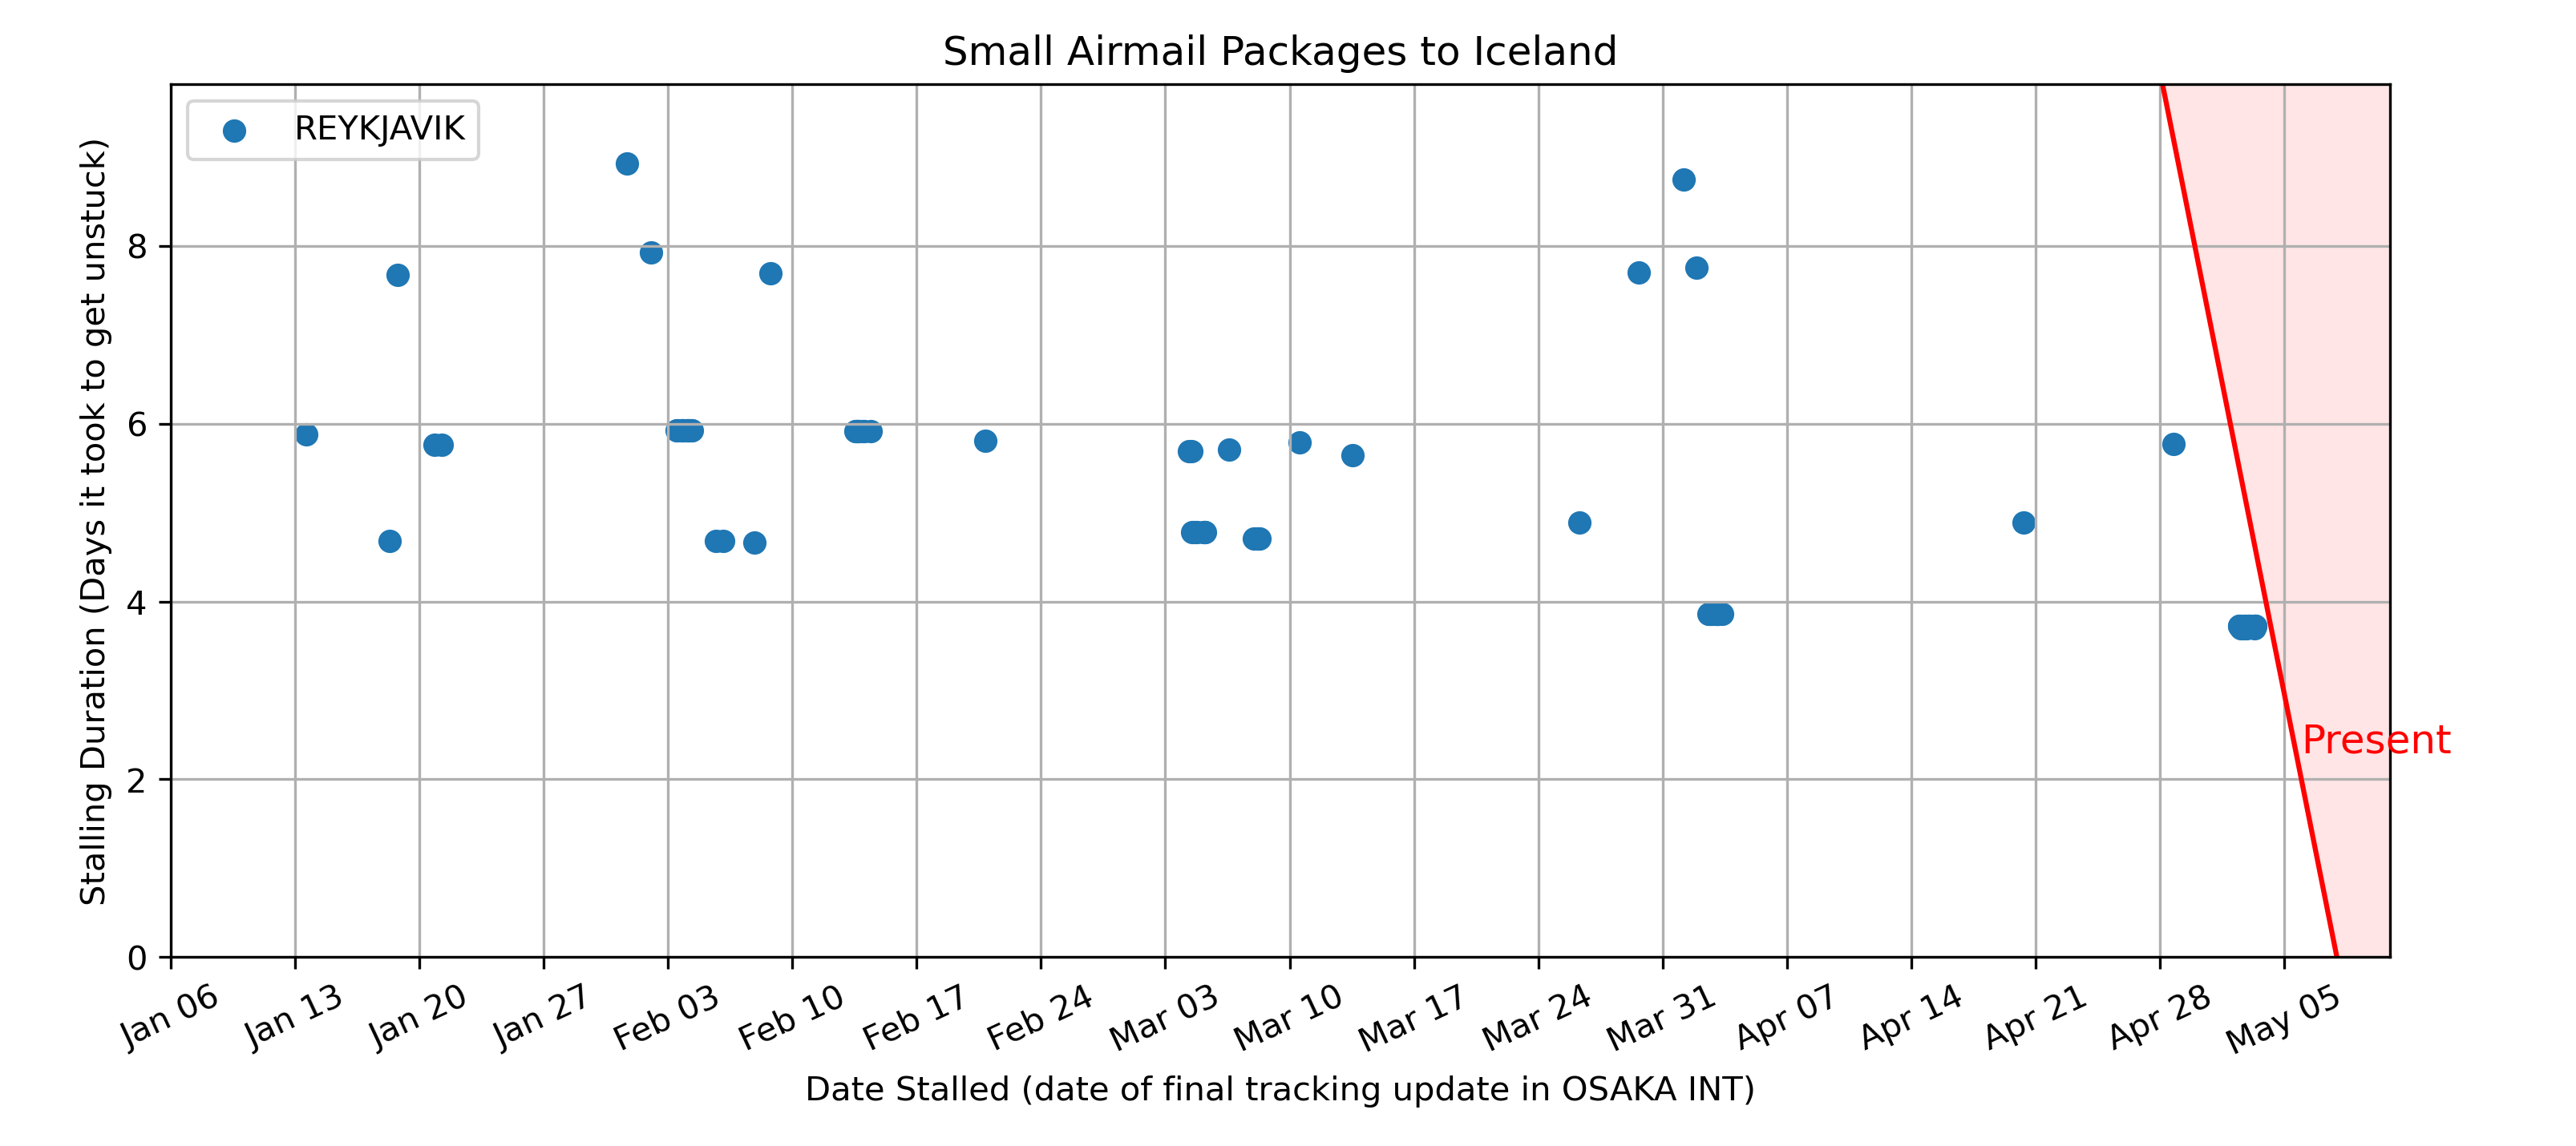 Small Airmail Packages to Iceland
REYKJAVIK
Stalling Duration (Days it took to get unstuck)
8
6
4
2
0
Present
Jan 06
Jan 13
Jan 20
Jan 27
Feb 03
Feb 10
Feb 17
Feb 24
Mar 03
Mar 10
Mar 17
Mar 24
Mar 31
Apr 07
Apr 14
Apr 21
Apr 28
May 05
Date Stalled (date of final tracking update in OSAKA INT)